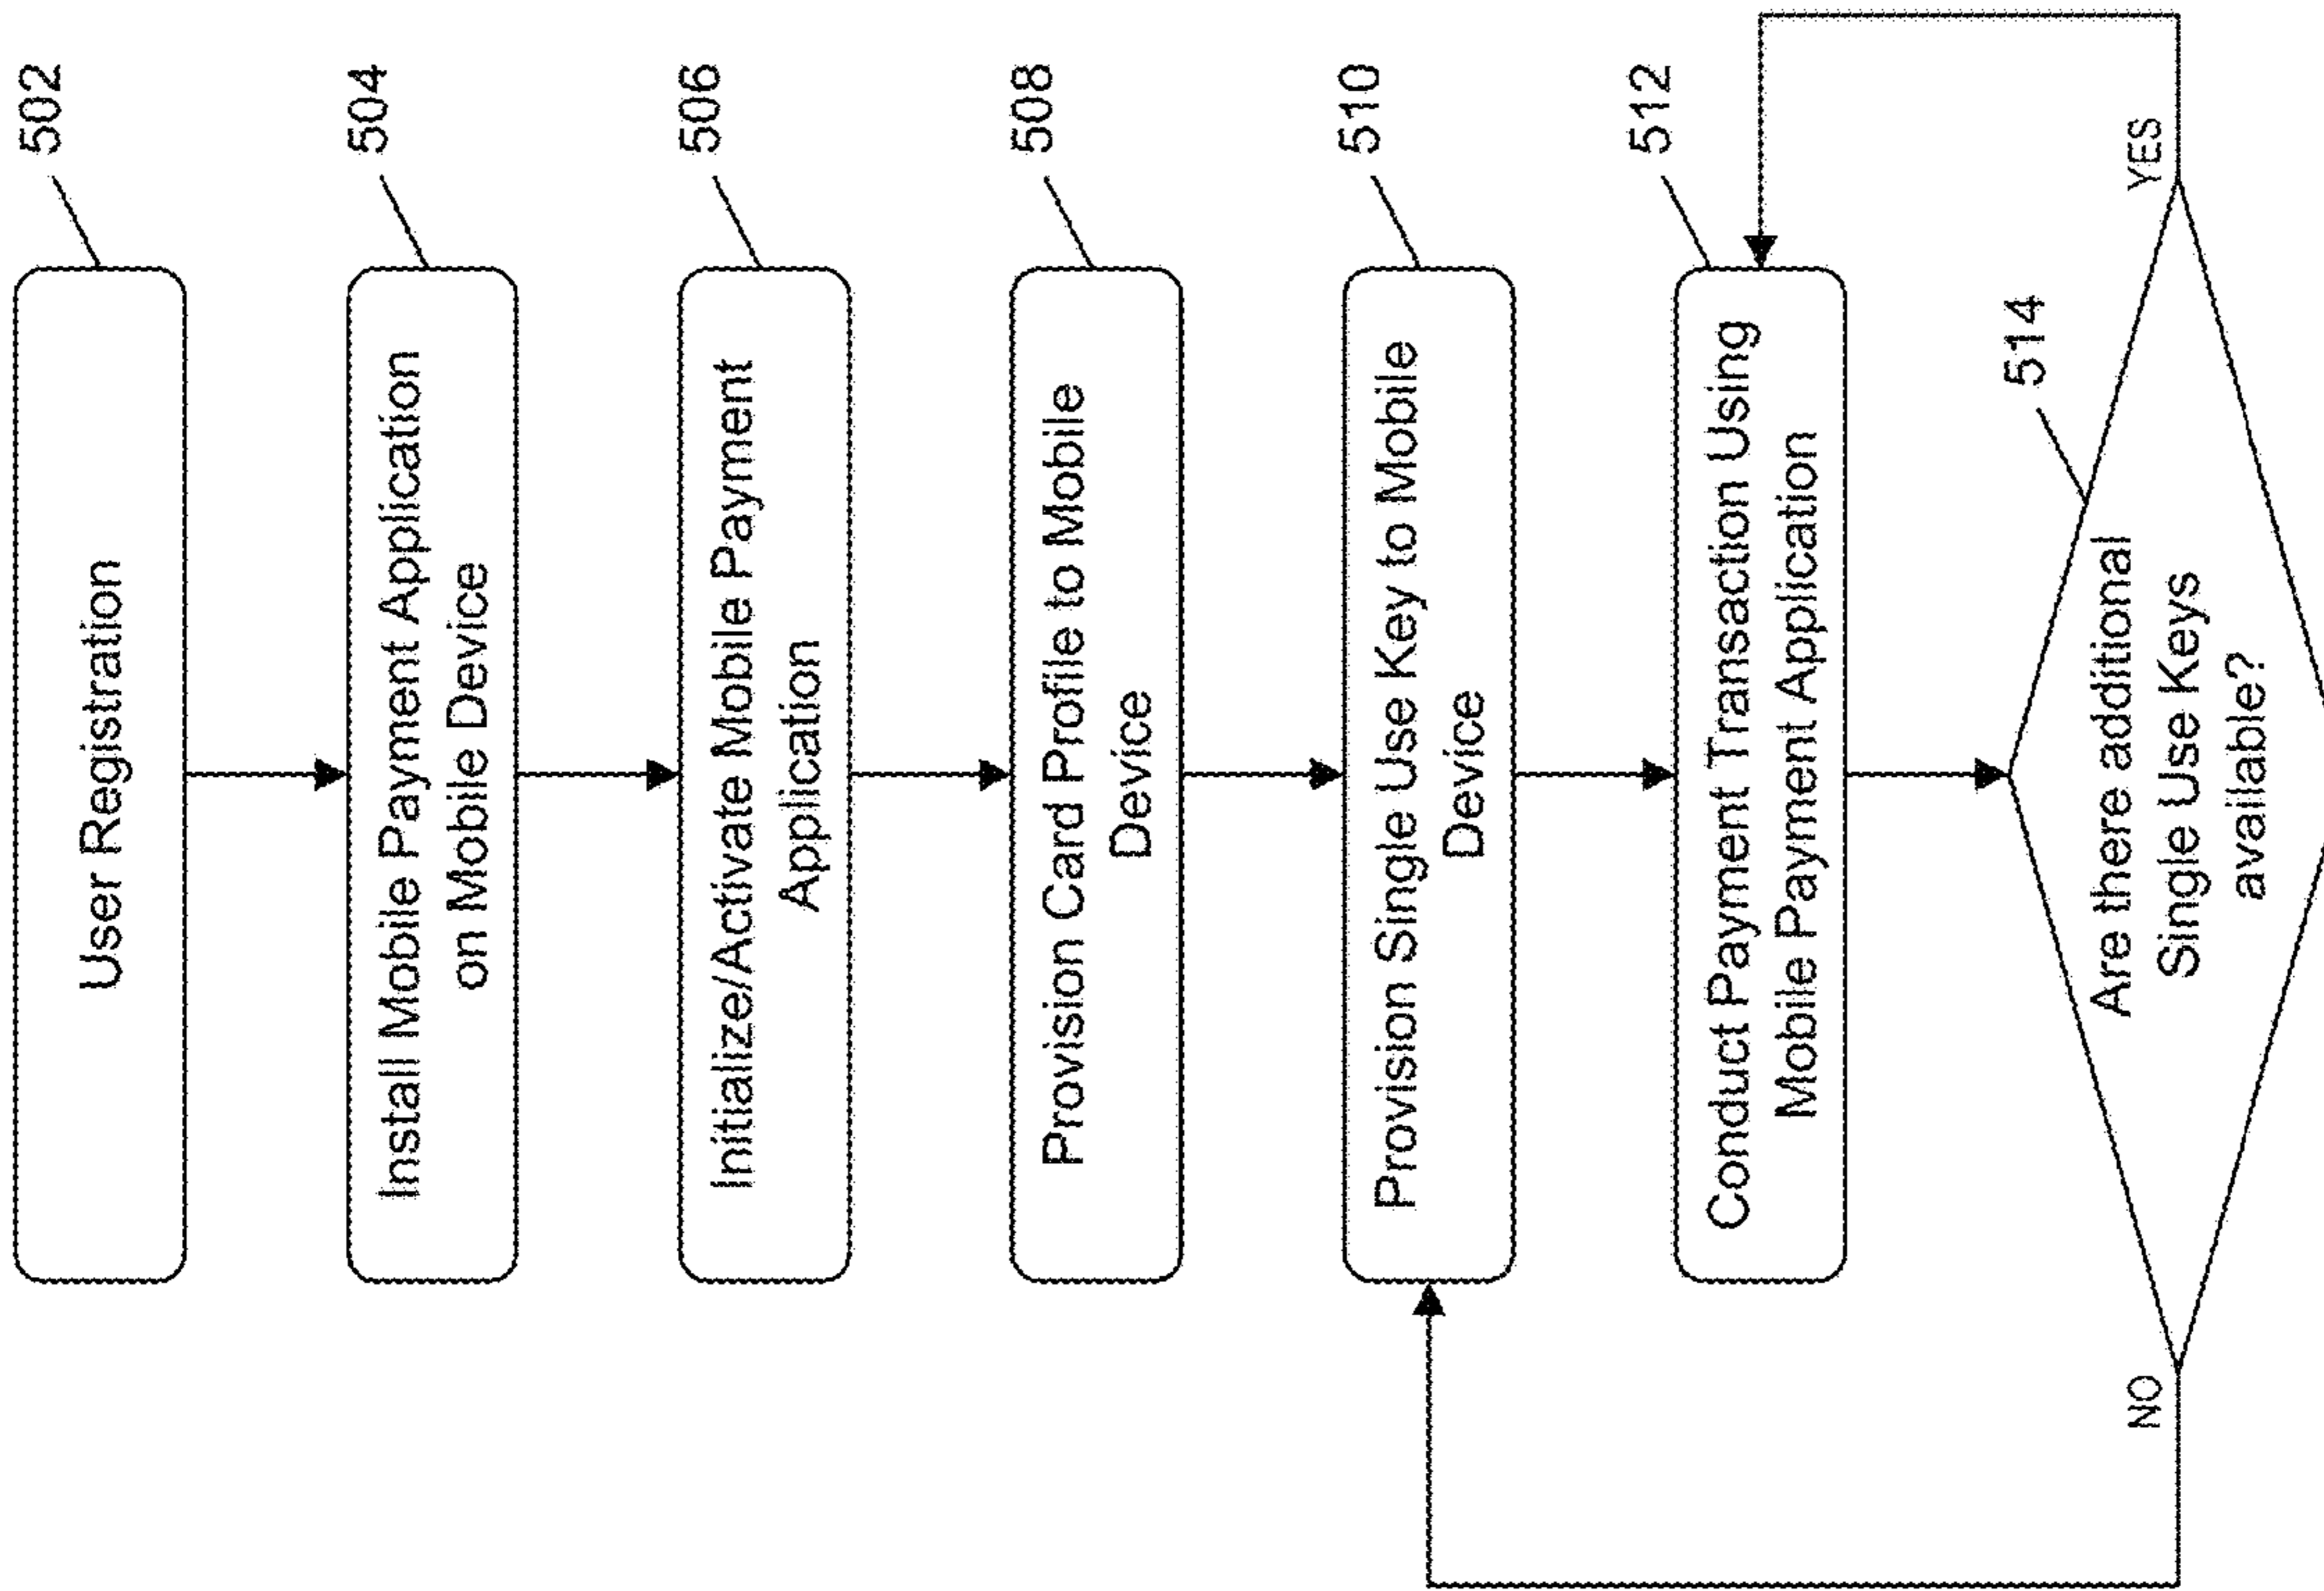 502
User Registration
504
Install Mobile Payment Application
on Mobile Device
506
Initialize/Activate Mobile Payment
Application
508
Provision Card Profile to Mobile
Device
510
Provision Single Use Key to Mobile
Device
512
Conduct Payment Transaction Using
Mobile Payment Application
514
Are there additional
Single Use Keys
available?
NO
YES